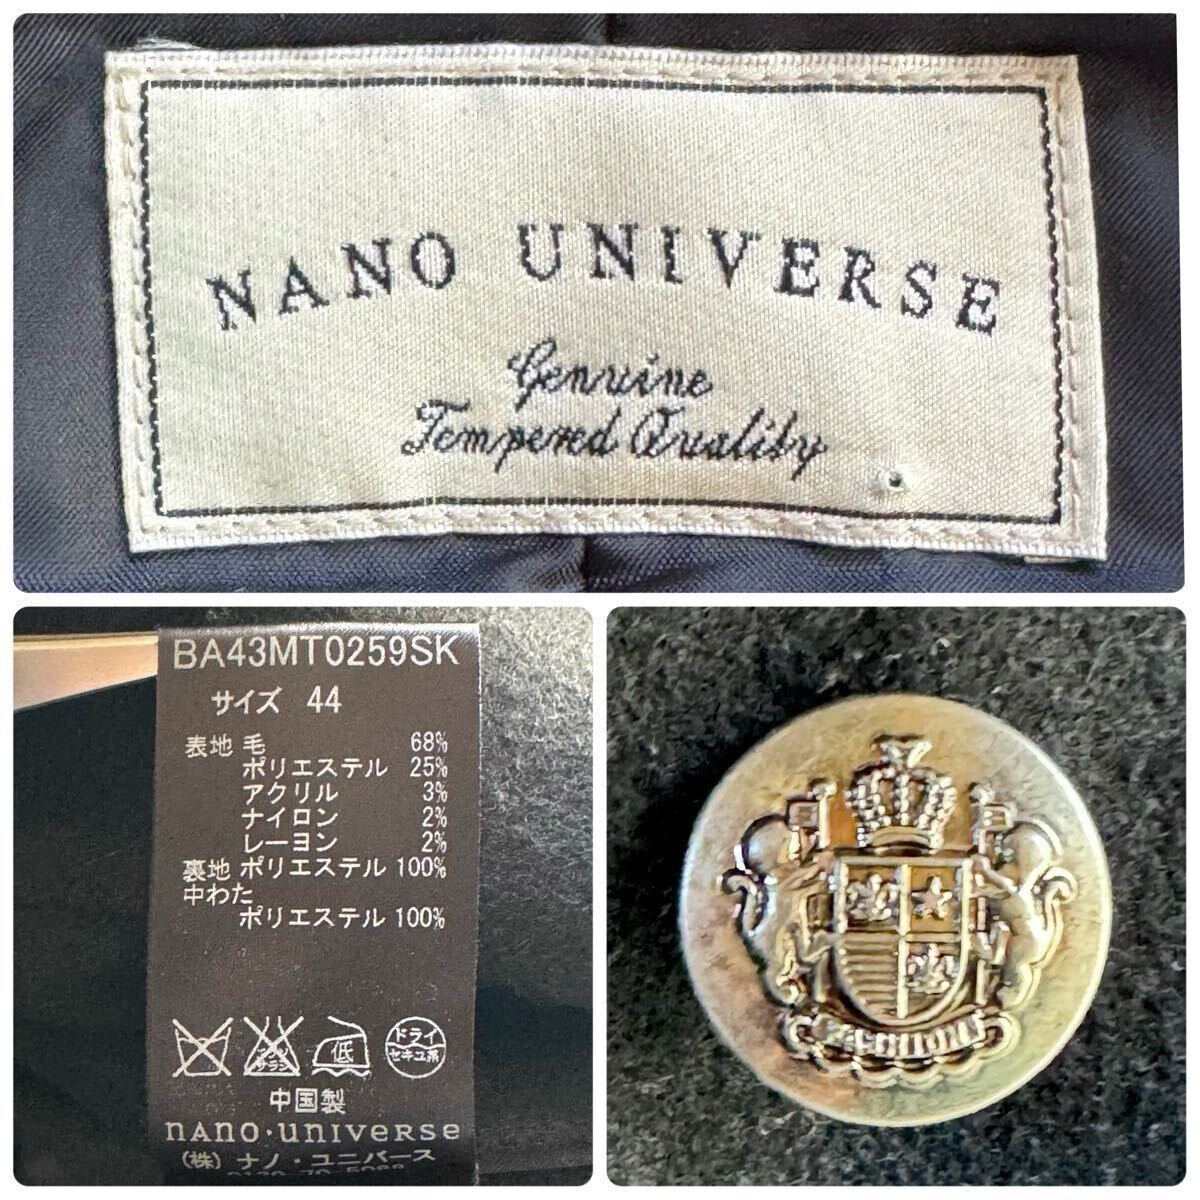 NANO UNIVERSE
Genuine
Tempered Quality
BA43MT0259SK
サイズ 44
表地 毛 68%
ポリエステル 25%
アクリル 3%
ナイロン 2%
レーヨン 2%
裏地 ポリエステル 100%
中わた
ポリエステル 100%
低
ドライ
セキユ系
中国製
nano・universe
(株) ナノ・ユニバース